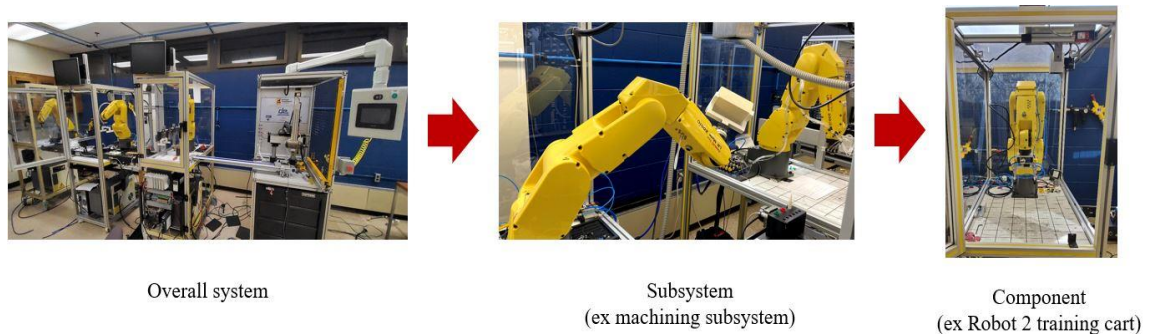 Overall system
Subsystem
(ex machining subsystem)
Component
(ex Robot 2 training cart)